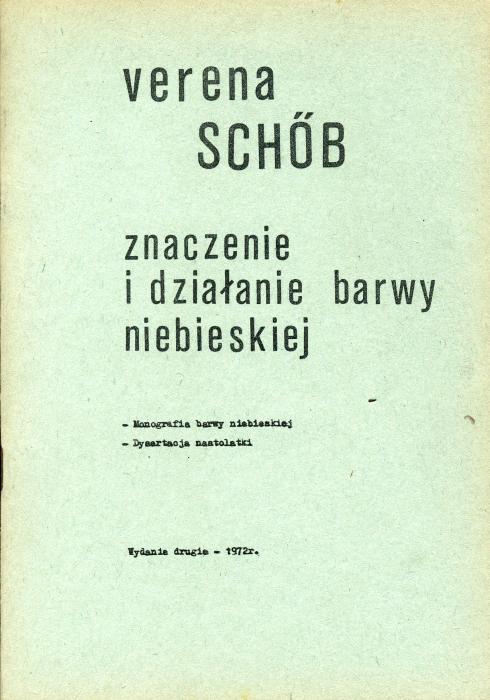 verena
SCHŐB
znaczenie
i działanie barwy
niebieskiej
- Monografia barwy niebieskiej
- Dysertacja nastolatki
Wydanie drugie - 1972r.